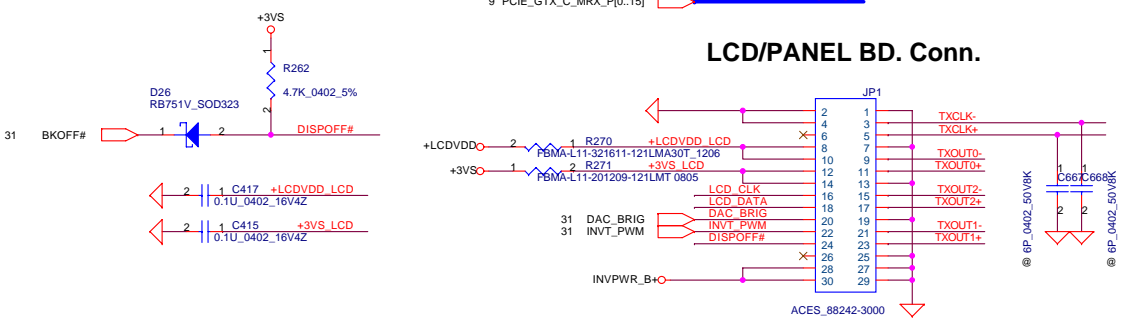 9 PCIE_GTX_C_MRX_P[0..15]
LCD/PANEL BD. Conn.
+3VS
1
R262
4.7K_0402_5%
2
D26
RB751V_SOD323
31 BKOFF#
1
2
DISPOFF#
2
1
C417
+LCDVDD_LCD
0.1U_0402_16V4Z
2
1
C415
+3VS_LCD
0.1U_0402_16V4Z
JP1
2 1
4 3 TXCLK-
6 5 TXCLK+
+LCDVDD 2 1 R270 +LCDVDD_LCD 8 7
FBMA-L11-321611-121LMA30T_1206
10 9 TXOUT0-
+3VS 1 2 R271 +3VS_LCD 12 11 TXOUT0+
FBMA-L11-201209-121LMT 0805
14 13
LCD_CLK 16 15 TXOUT2-
LCD_DATA 18 17 TXOUT2+
31 DAC_BRIG DAC_BRIG 20 19
31 INVT_PWM INVT_PWM 22 21 TXOUT1-
DISPOFF# 24 23 TXOUT1+
26 25
28 27
INVPWR_B+ 30 29
ACES_88242-3000
1
C667
2
@ 6P_0402_50V8K
1
C668
2
@ 6P_0402_50V8K